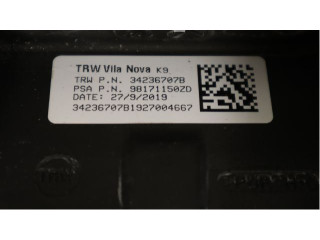 TRW Vila Nova K9.
TRW P.N. 34236707B
PSA P.N. 98171150ZD
DATE: 27/9/2019
34236707B1927004667